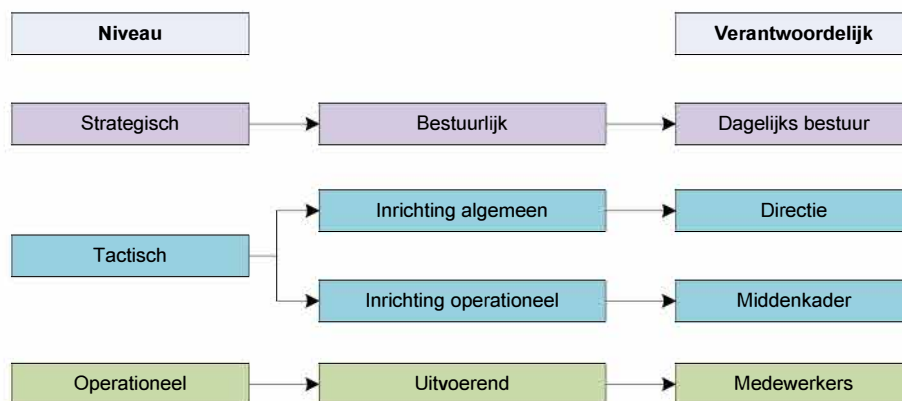 Niveau
Verantwoordelijk
Strategisch
Bestuurlijk
Dagelijks bestuur
Tactisch
Inrichting algemeen
Directie
Inrichting operationeel
Middenkader
Operationeel
Uitvoerend
Medewerkers